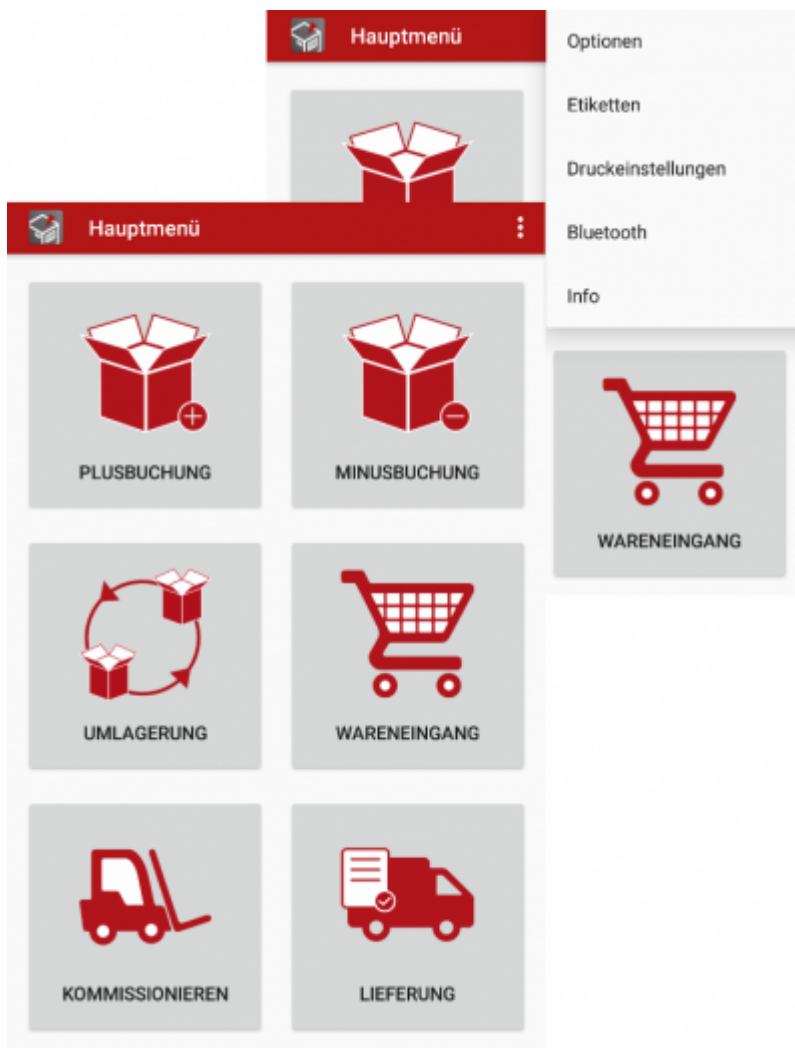 Hauptmenü
Optionen
Etiketten
Druckeinstellungen
Bluetooth
Info
Hauptmenü
PLUSBUCHUNG
MINUSBUCHUNG
WARENEINGANG
UMLAGERUNG
WARENEINGANG
KOMMISSIONIEREN
LIEFERUNG